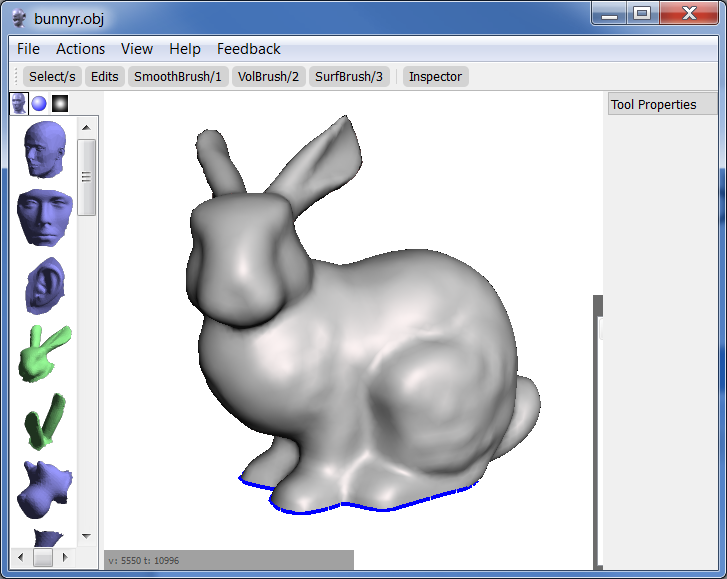 bunnyr.obj
File Actions View Help Feedback
Select/s Edits SmoothBrush/1 VolBrush/2 SurfBrush/3 Inspector
Tool Properties
v: 5550 t: 10996